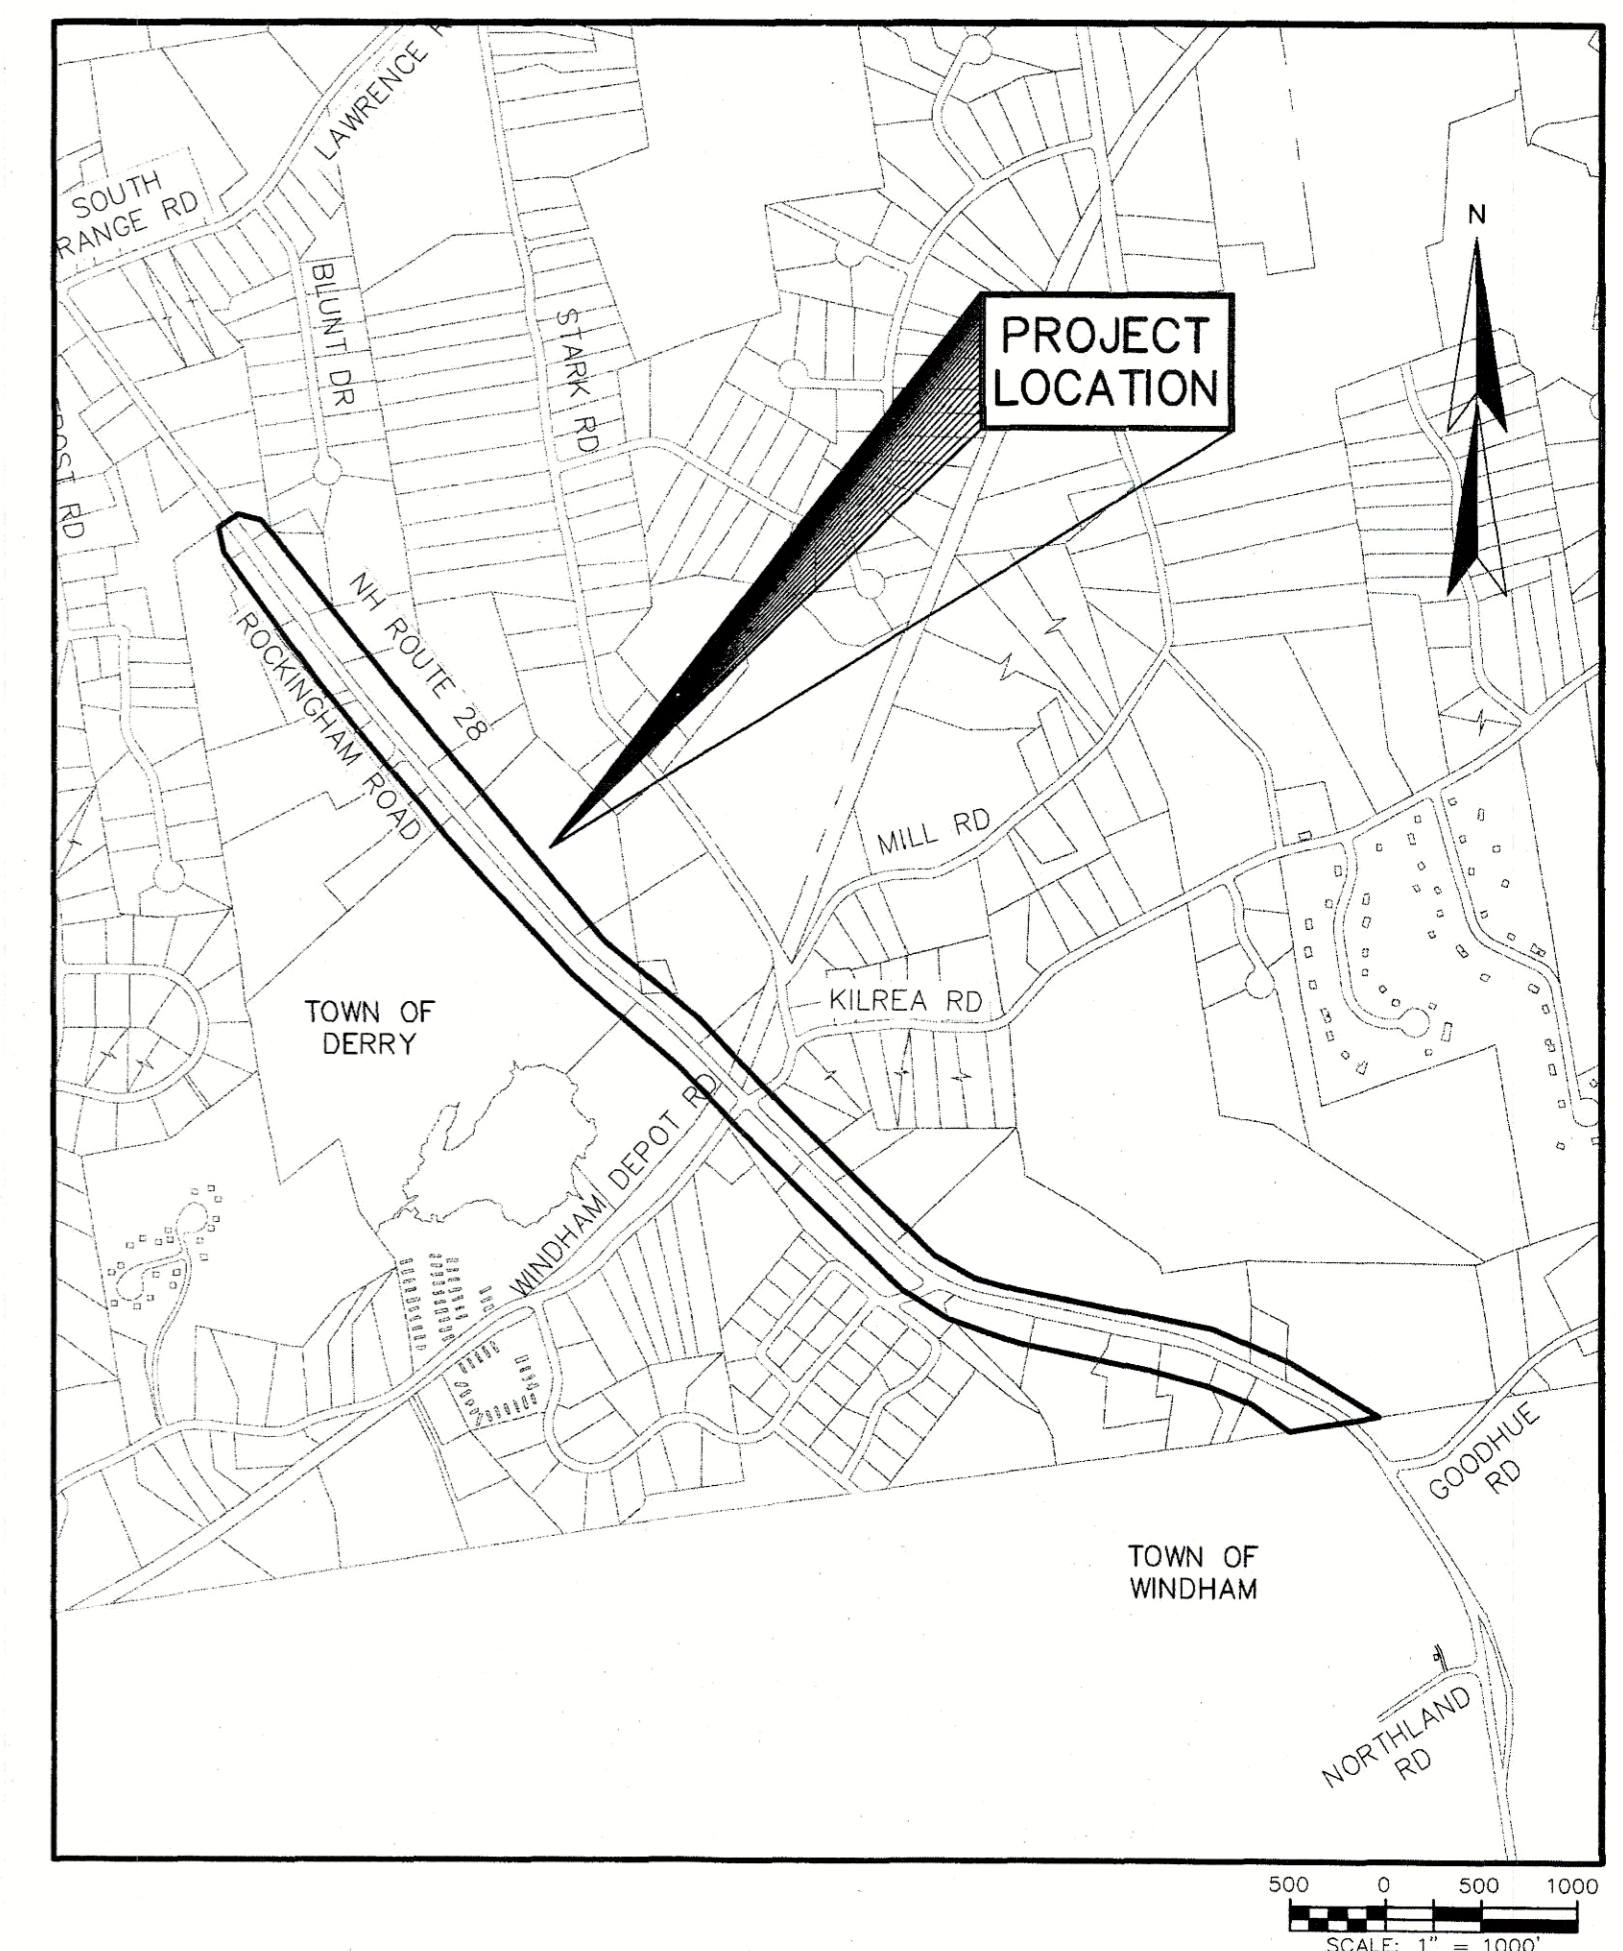 LAWRENCE
SOUTH
RANGE RD
N
BLUNT DR
STARK RD
PROJECT
LOCATION
RD
NH ROUTE 28
ROCKINGHAM ROAD
MILL RD
KILREA RD
TOWN OF
DERRY
WINDHAM DEPOT RD
GOODHUE
RD
TOWN OF
WINDHAM
NORTHLAND
RD
500 0 500 1000
SCALE: 1" = 1000'